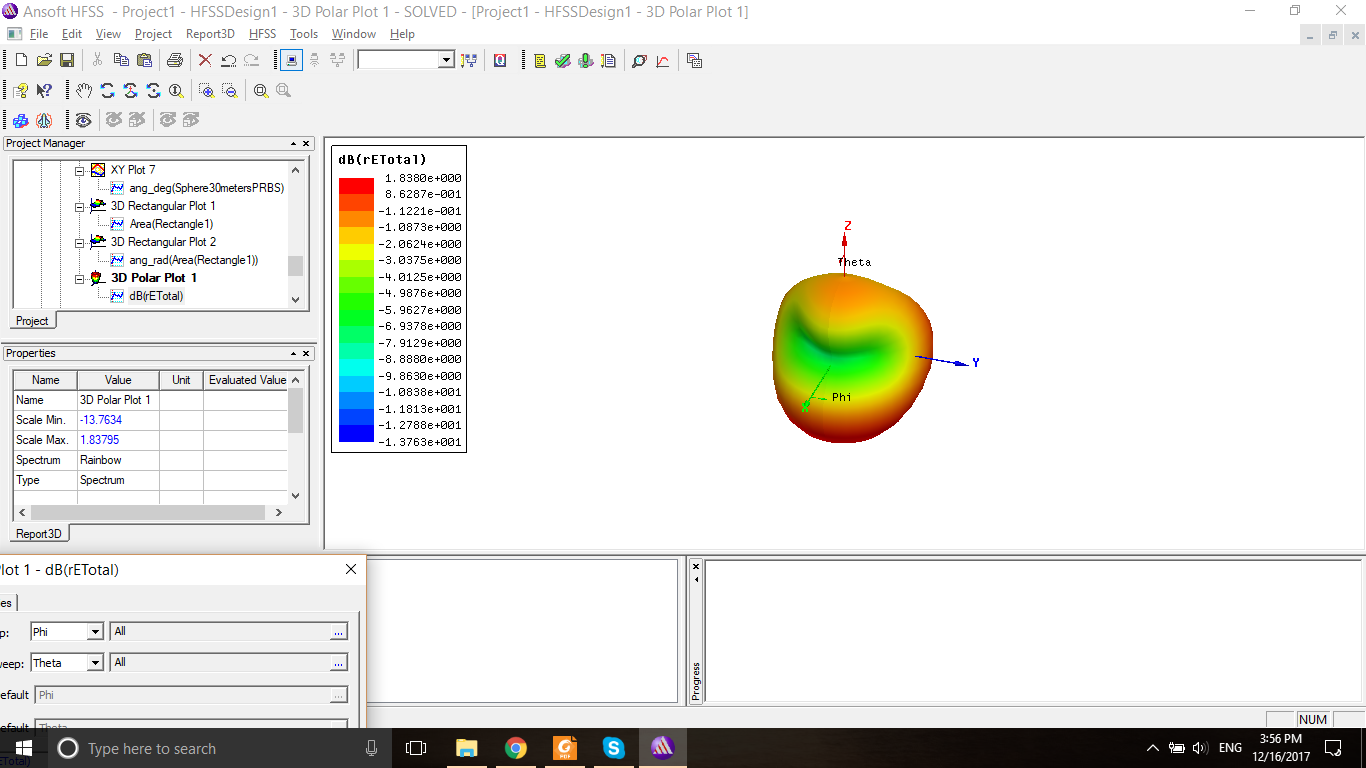 Ansoft HFSS - Project1 - HFSSDesign1 - 3D Polar Plot 1 - SOLVED - [Project1 - HFSSDesign1 - 3D Polar Plot 1]
File Edit View Project Report3D HFSS Tools Window Help
Project Manager
XY Plot 7
ang_deg(Sphere30metersPRBS)
3D Rectangular Plot 1
Area(Rectangle1)
3D Rectangular Plot 2
ang_rad(Area(Rectangle1))
3D Polar Plot 1
dB(rETotal)
Project
Properties
Name Value Unit Evaluated Value
Name 3D Polar Plot 1
Scale Min. -13.7634
Scale Max. 1.83795
Spectrum Rainbow
Type Spectrum
Report3D
dB(rETotal)
1.8380e+000
8.6287e-001
-1.1221e-001
-1.0873e+000
-2.0624e+000
-3.0375e+000
-4.0125e+000
-4.9876e+000
-5.9627e+000
-6.9378e+000
-7.9129e+000
-8.8880e+000
-9.8630e+000
-1.0838e+001
-1.1813e+001
-1.2788e+001
-1.3763e+001
Z
Theta
Y
Phi
X
lot 1 - dB(rETotal)
es
p: Phi All
weep: Theta All
efault Phi
efault Theta
Progress
NUM
Type here to search
ENG
3:56 PM
12/16/2017